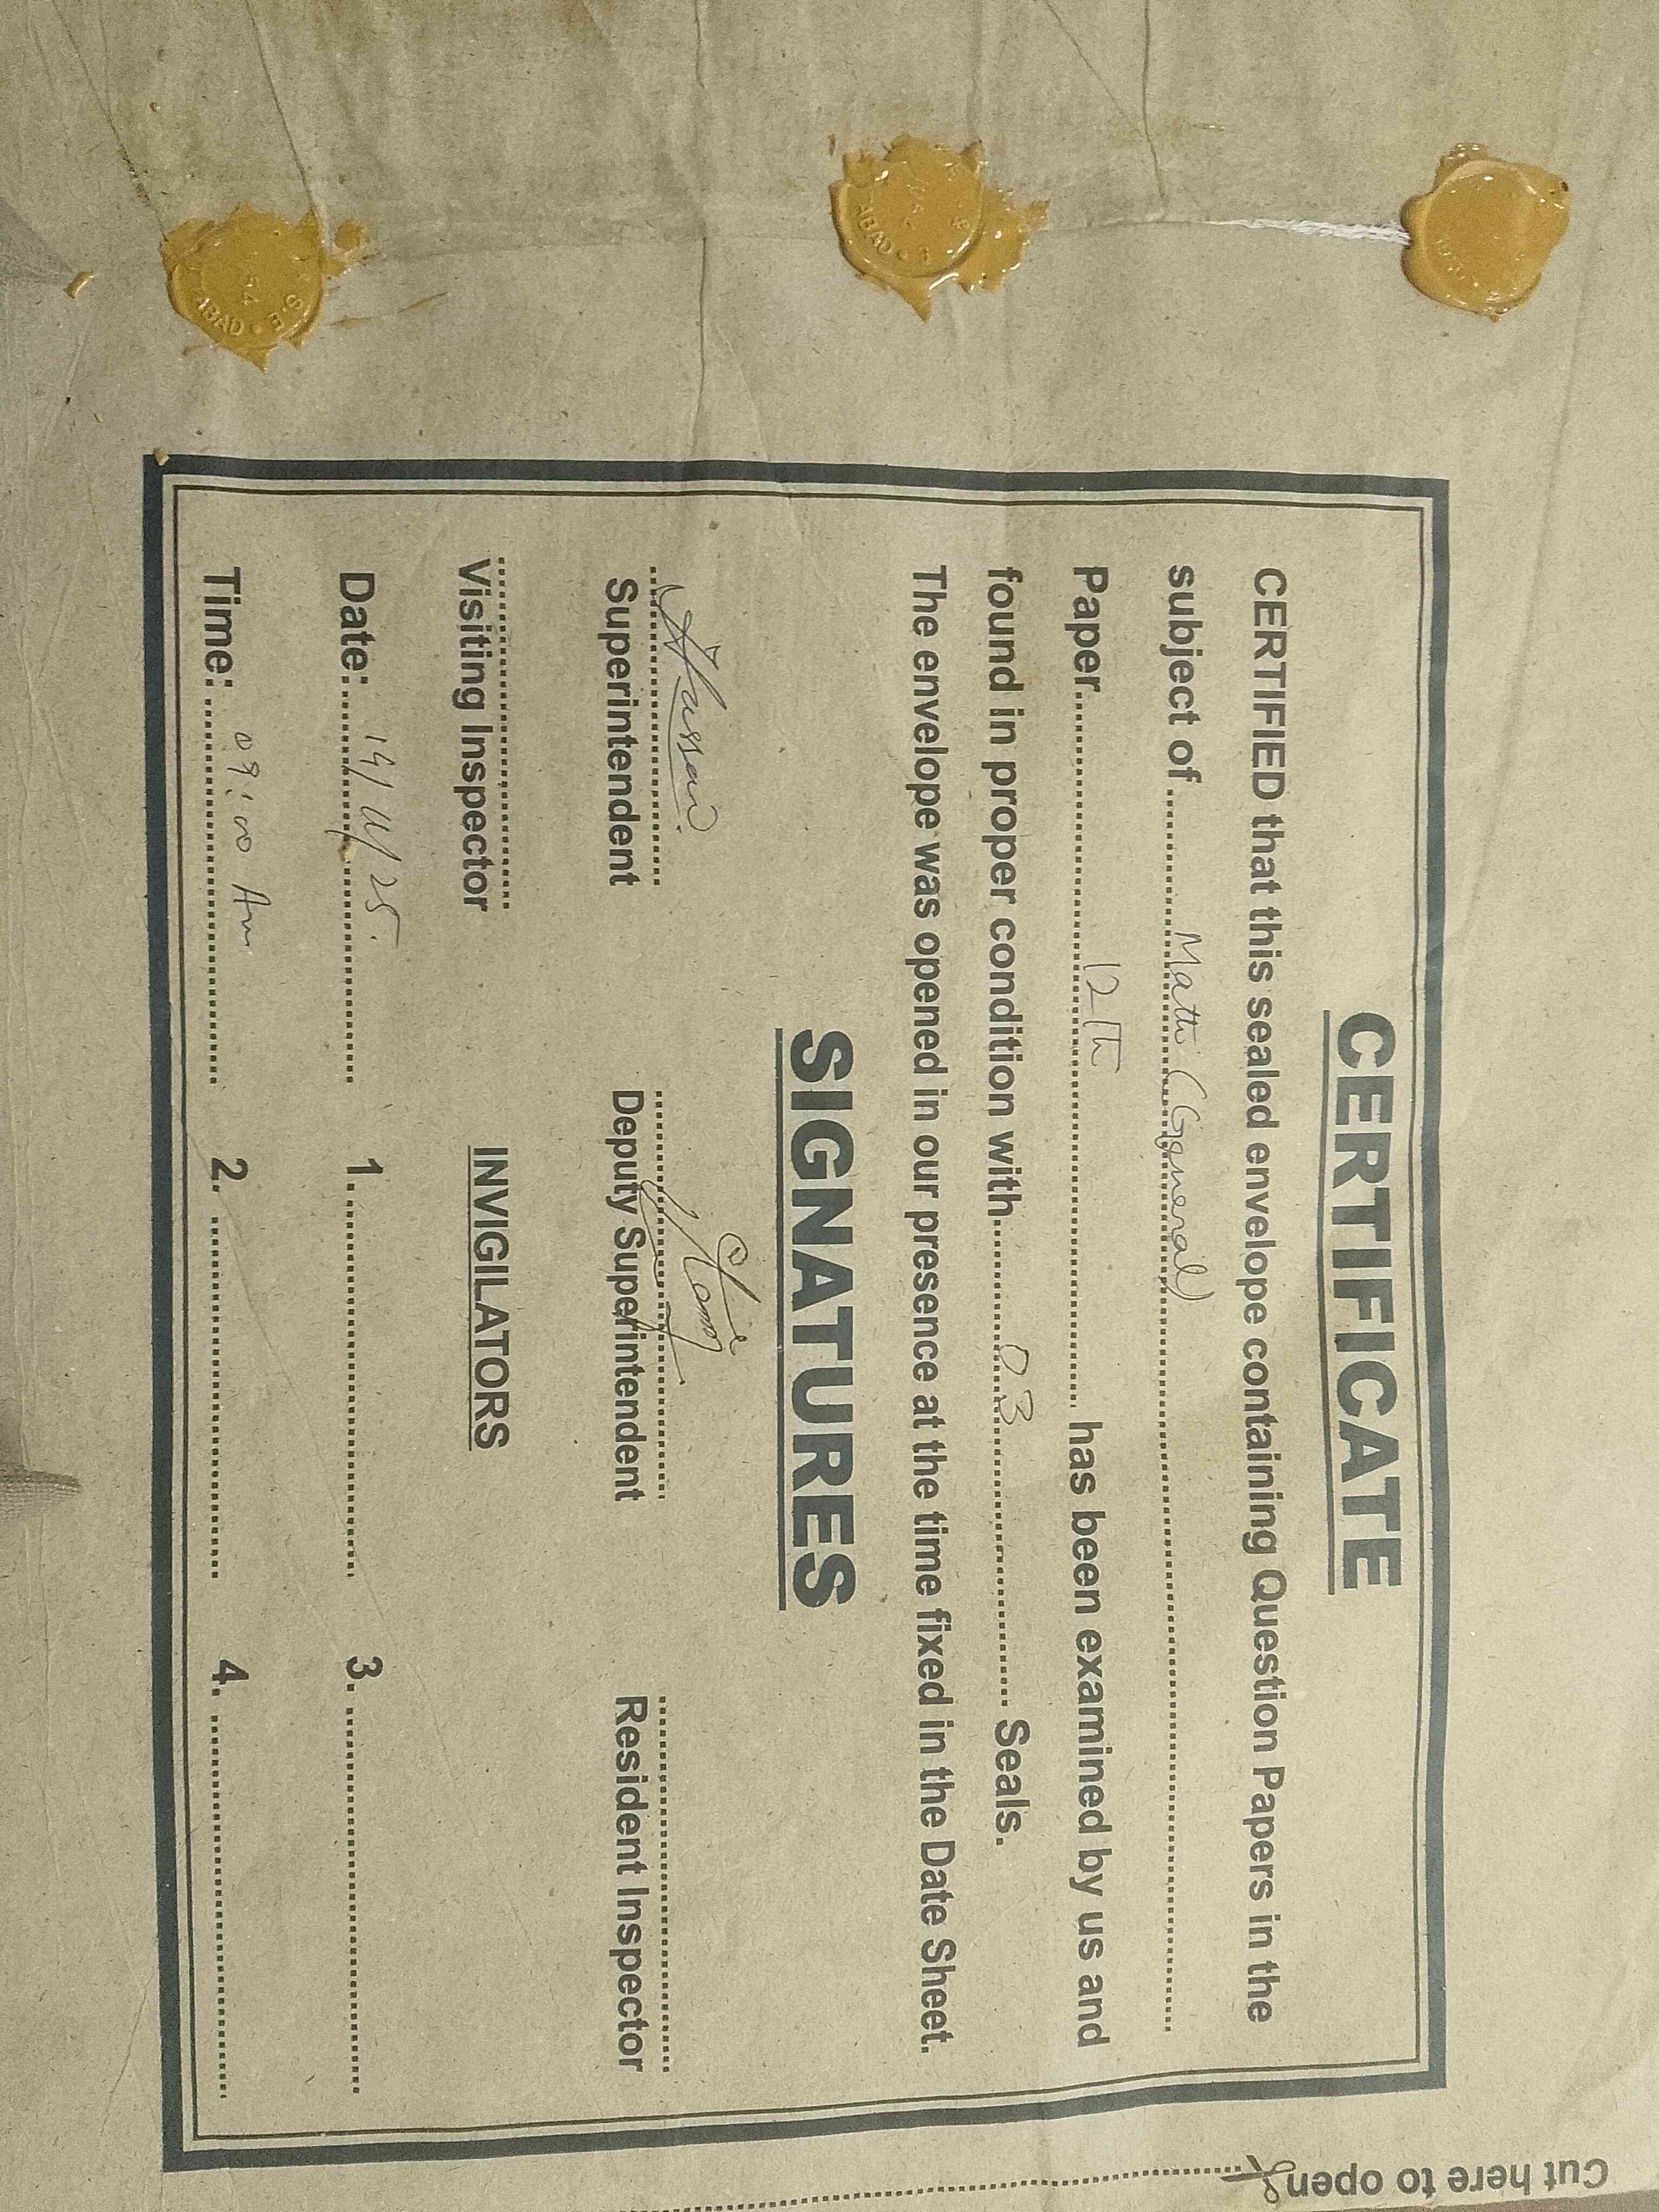 CERTIFICATE
CERTIFIED that this sealed envelope containing Question Papers in the
subject of Math (General)
Paper 12th has been examined by us and
found in proper condition with 03 Seals.
The envelope was opened in our presence at the time fixed in the Date Sheet.
SIGNATURES
Hassan
Superintendent Deputy Superintendent Resident Inspector
Visiting Inspector INVIGILATORS
Date: 1. 3.
Time: 09:00 Am 2. 4.
Cut here to open
ABAD
ABAD